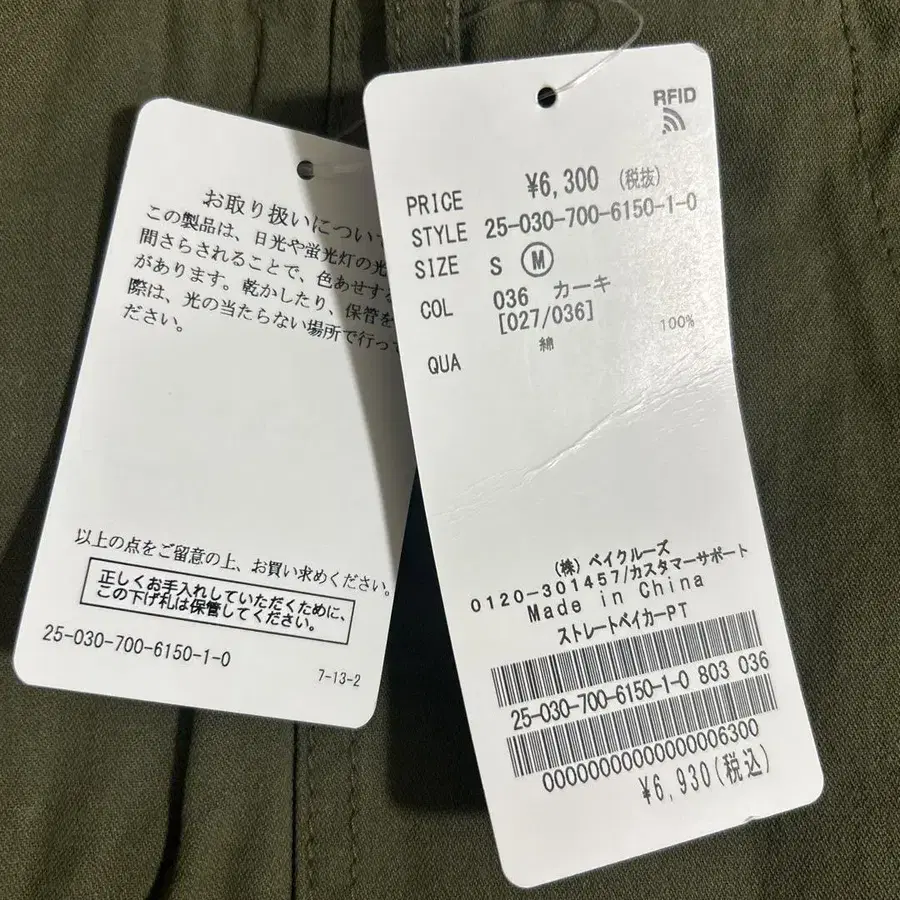 お取り扱いについて
この製品は、日光や蛍光灯の光
間さらされることで、色あせする
があります。乾かしたり、保管を
際は、光の当たらない場所で行って
ださい。
以上の点をご留意の上、お買い求めください。
正しくお手入れしていただくために、
この下げ札は保管してください。
25-030-700-6150-1-0
7-13-2
RFID
PRICE ¥6,300 (税抜)
STYLE 25-030-700-6150-1-0
SIZE S M
COL 036 カーキ
[027/036]
QUA 綿 100%
(株) ベイクルーズ
0120-301457/カスタマーサポート
Made in China
ストレートベイカーPT
25-030-700-6150-1-0 803 036
00000000000000006300
¥6,930(税込)